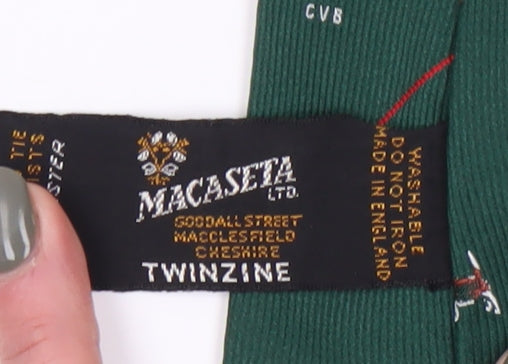 CVB
TIE
IST'S
STER
MACASETA
LTD.
GOODALL STREET
MACCLESFIELD
CHESHIRE
TWINZINE
WASHABLE
DO NOT IRON
MADE IN ENGLAND